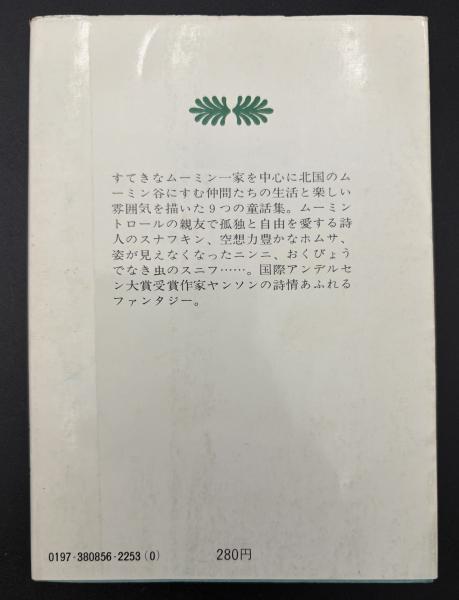 すてきなムーミン一家を中心に北国のム
ーミン谷にすむ仲間たちの生活と楽しい
雰囲気を描いた9つの童話集。ムーミン
トロールの親友で孤独と自由を愛する詩
人のスナフキン、空想力豊かなホムサ、
姿が見えなくなったニンニ、おくびょう
でなき虫のスニフ……。国際アンデルセ
ン大賞受賞作家ヤンソンの詩情あふれる
ファンタジー。
0197-380856-2253(0)
280円